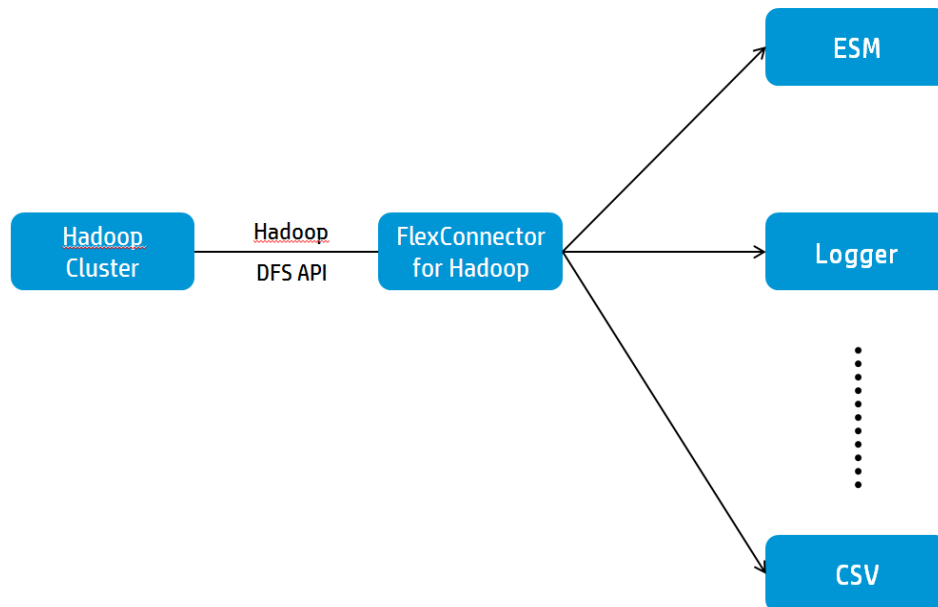 ESM
Hadoop
Cluster
Hadoop
DFS API
FlexConnector
for Hadoop
Logger
CSV